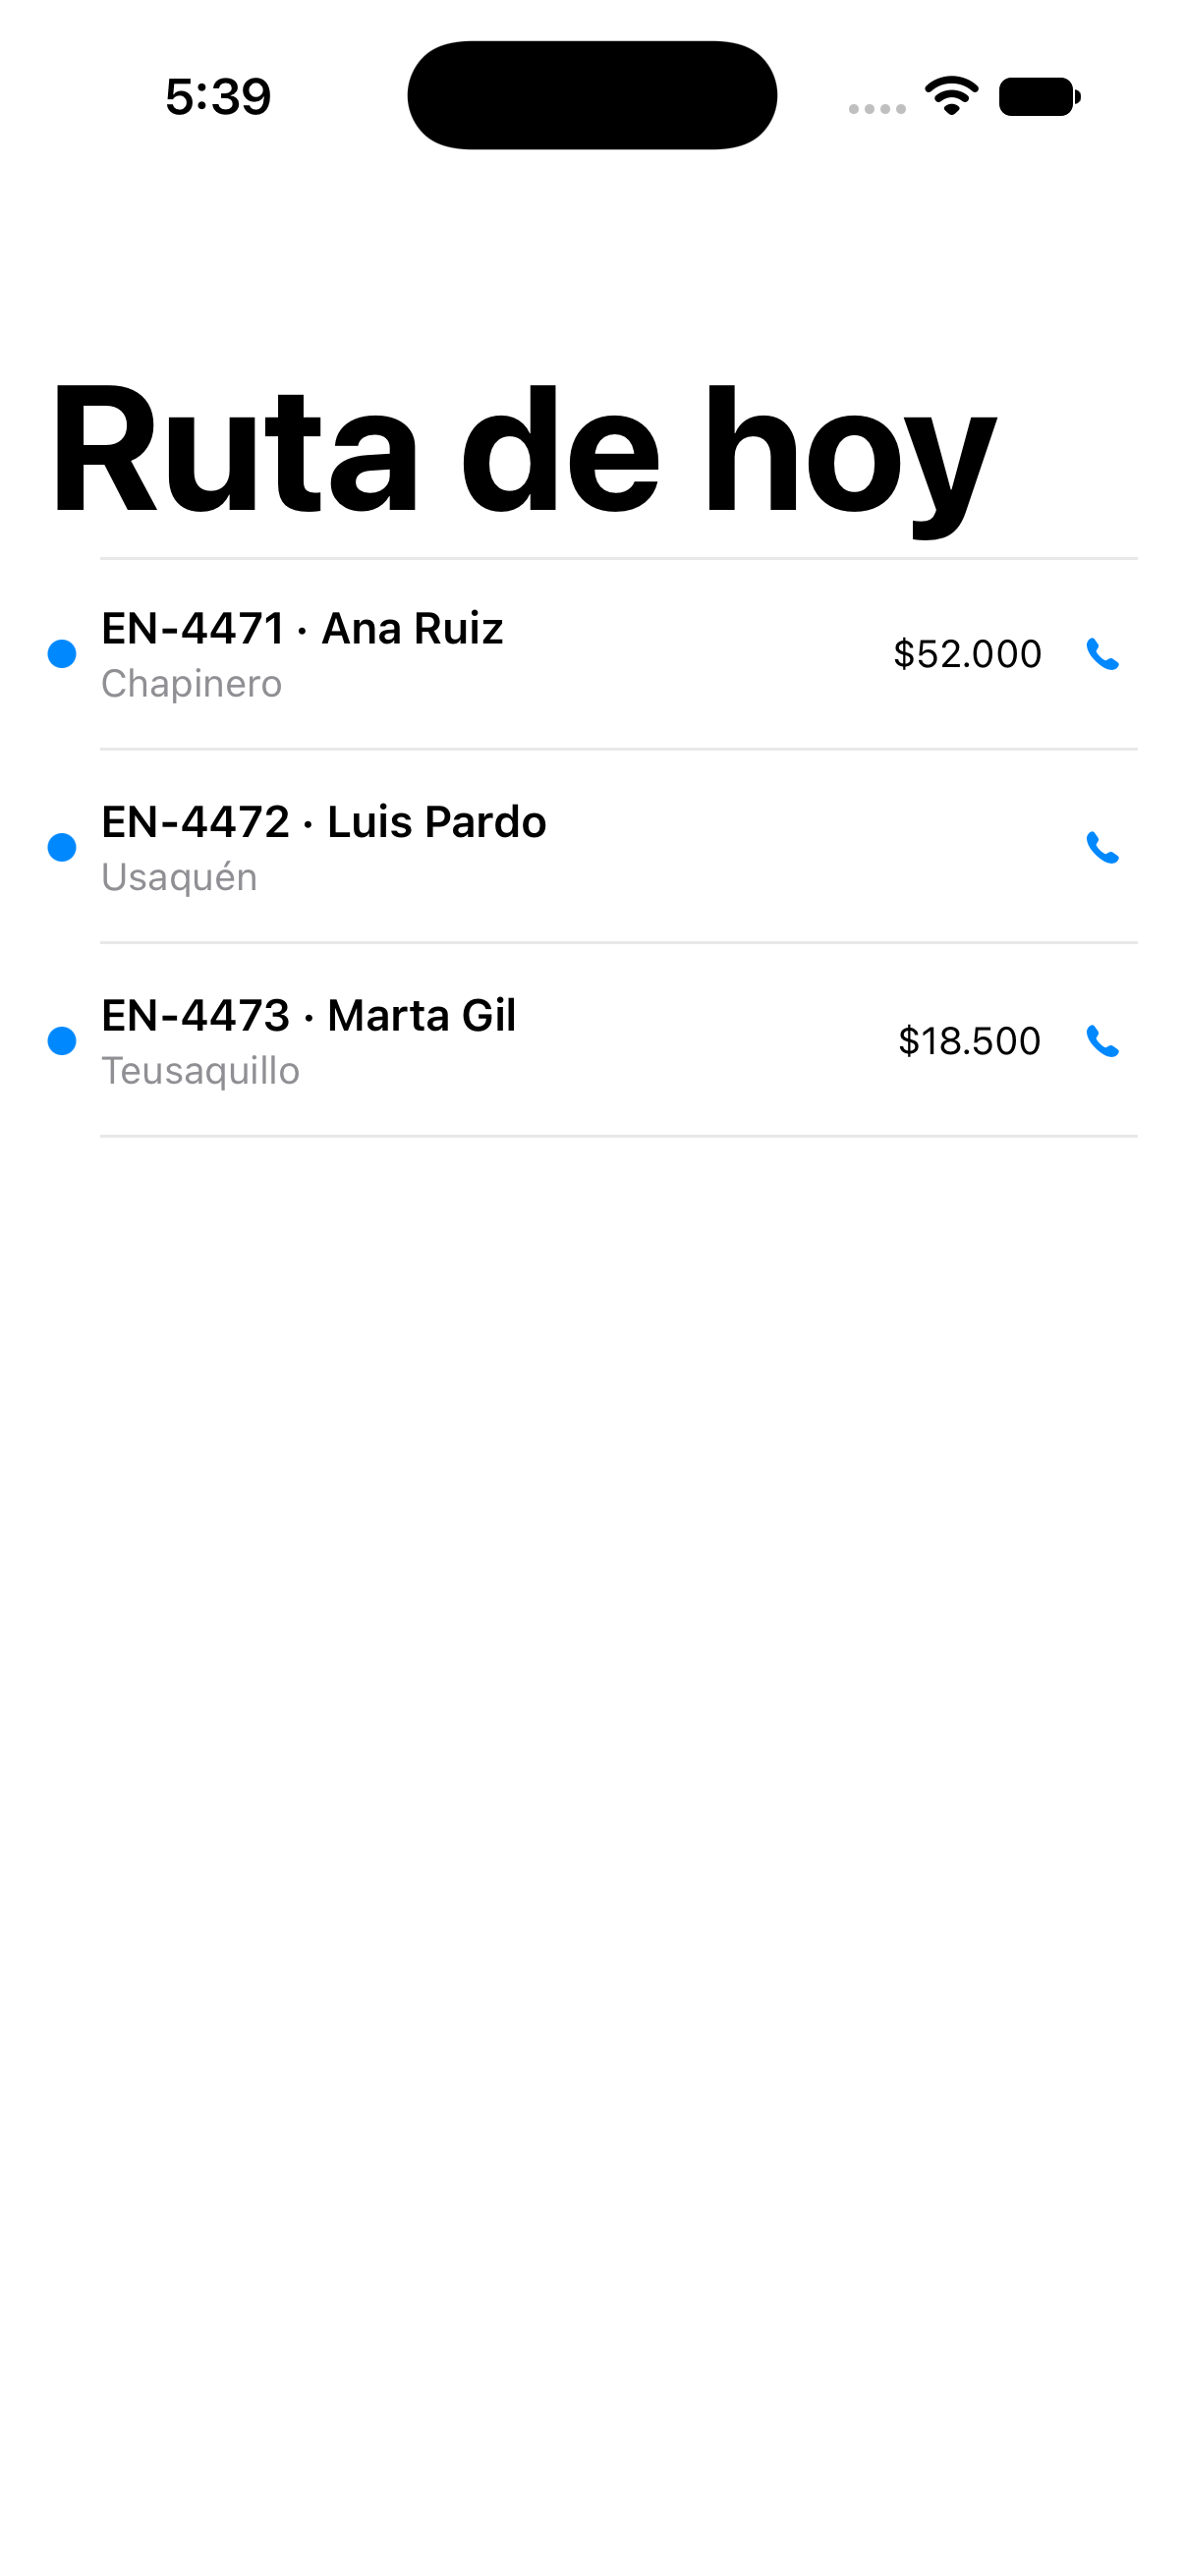 5:39
Ruta de hoy
EN-4471 · Ana Ruiz
Chapinero
$52.000
EN-4472 · Luis Pardo
Usaquén
EN-4473 · Marta Gil
Teusaquillo
$18.500